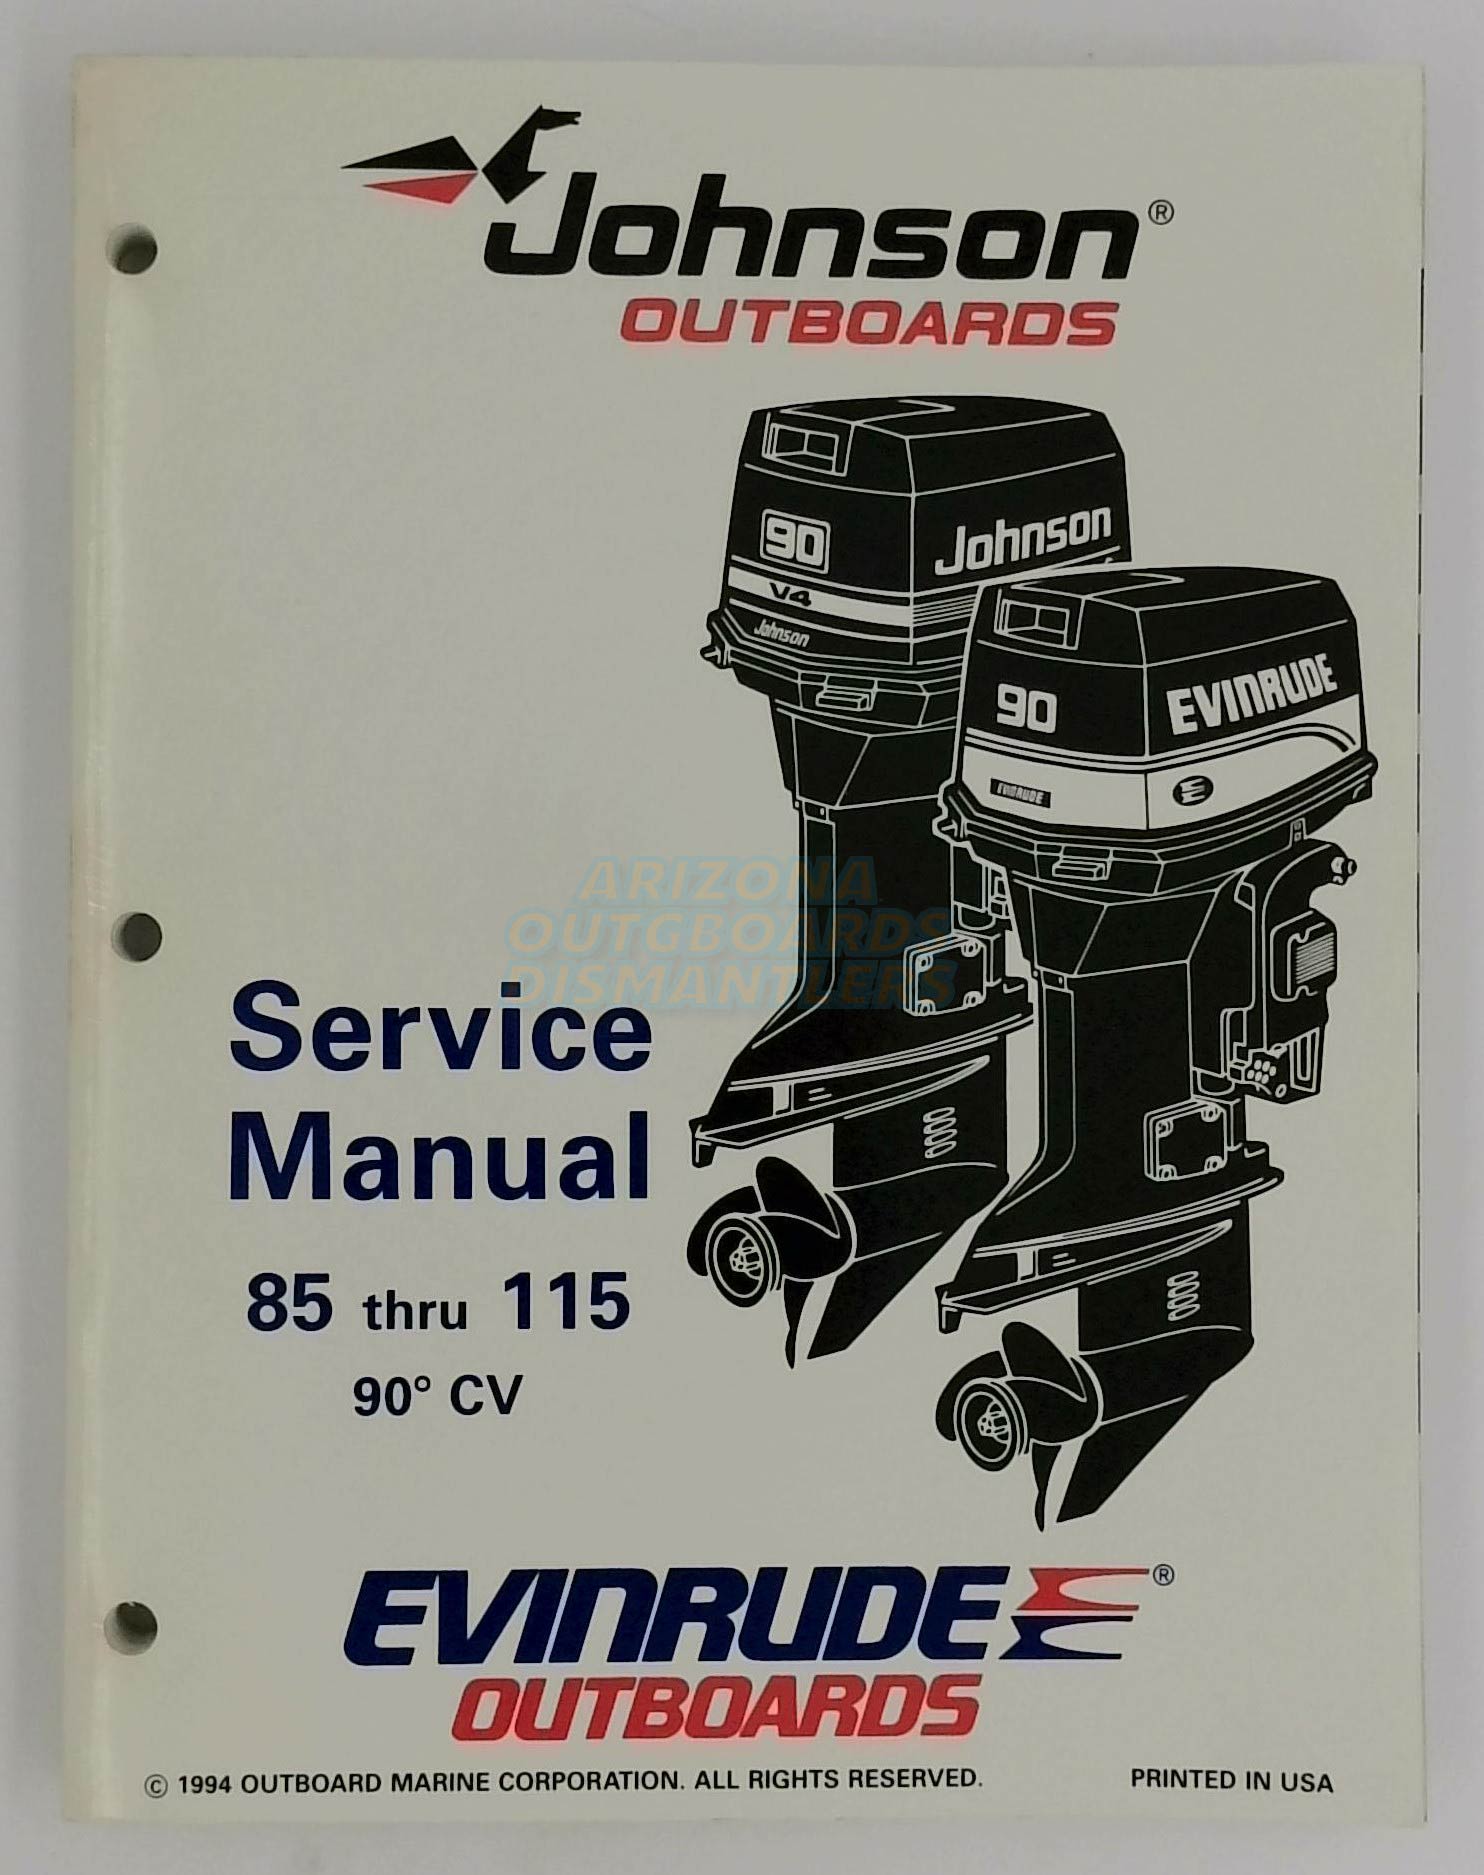 Johnson®
OUTBOARDS
90
V4
Johnson
Johnson
90
EVINRUDE
EVINRUDE
ARIZONA
OUTGBOARDS
DISMANTLERS
Service
Manual
85 thru 115
90° CV
EVINRUDE®
OUTBOARDS
© 1994 OUTBOARD MARINE CORPORATION. ALL RIGHTS RESERVED. PRINTED IN USA